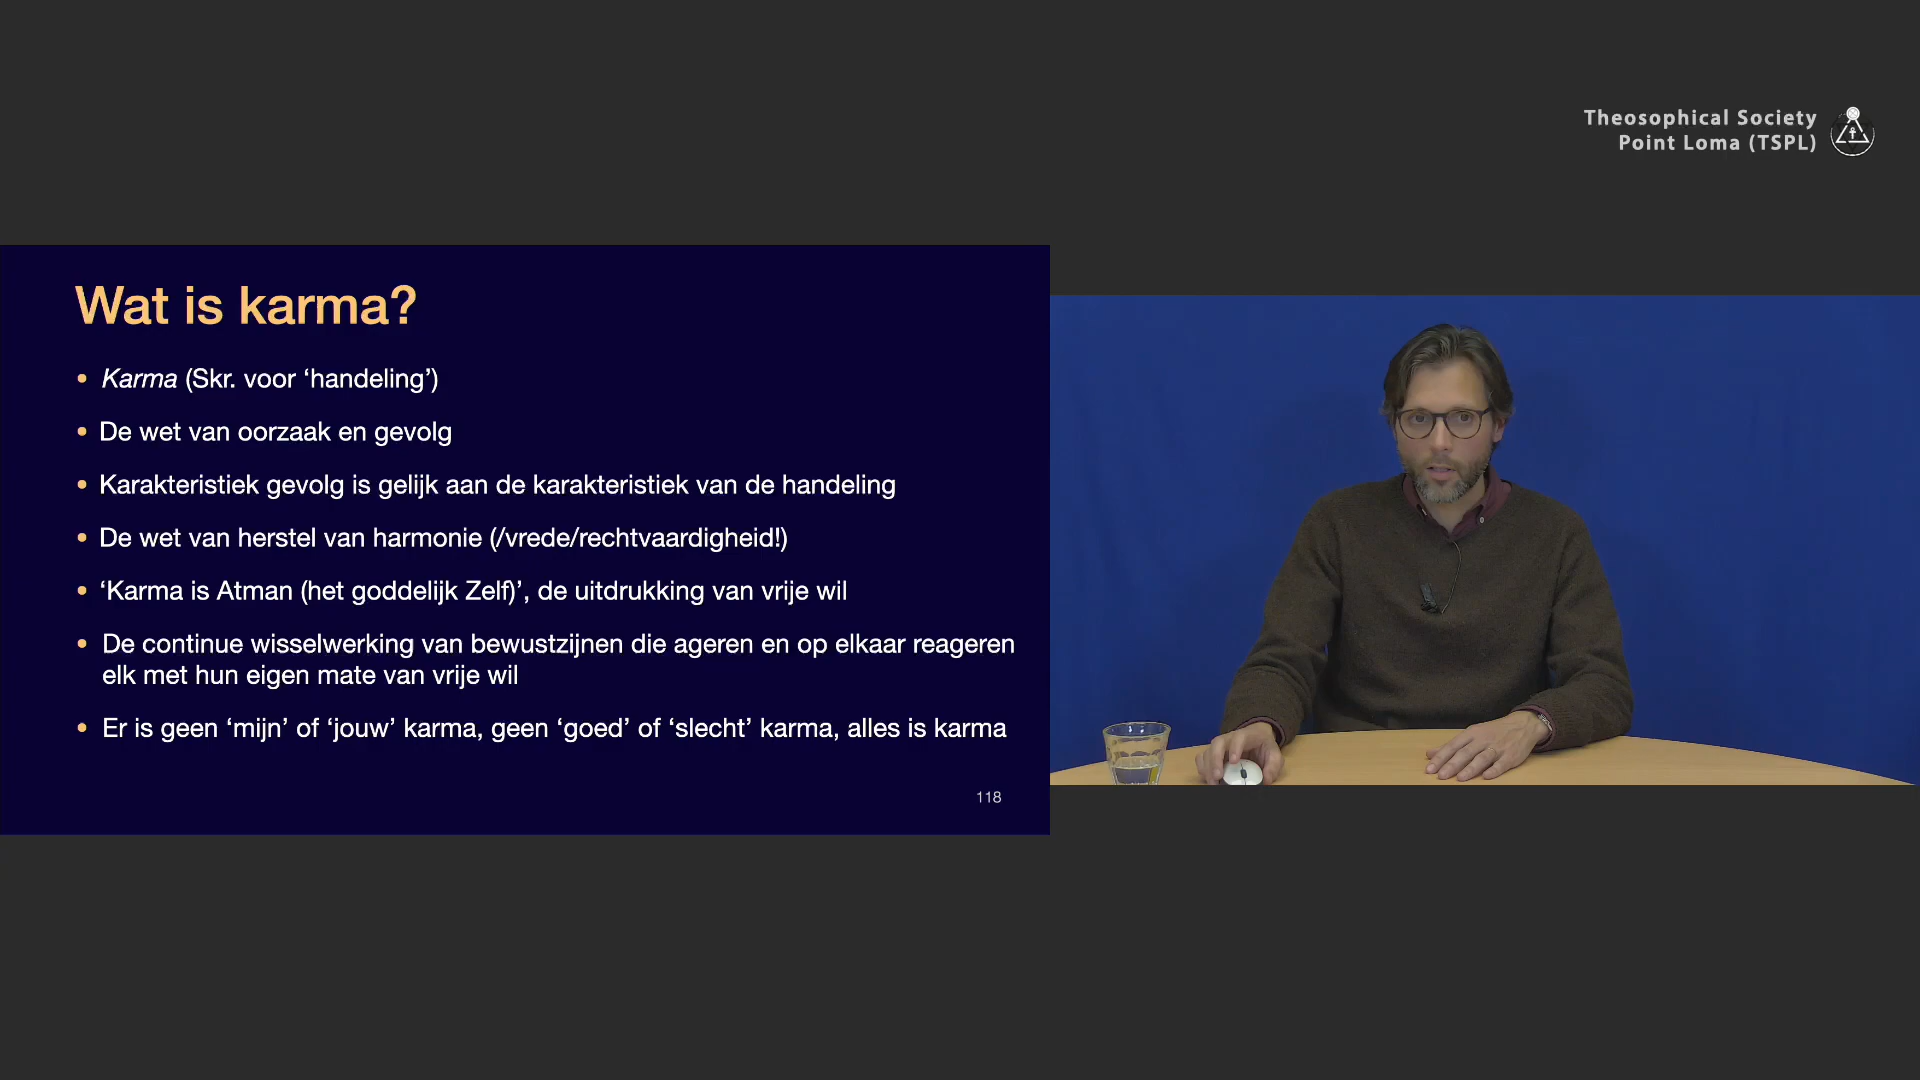 Theosophical Society
Point Loma (TSPL)
Wat is karma?
• Karma (Skr. voor ‘handeling’)
• De wet van oorzaak en gevolg
• Karakteristiek gevolg is gelijk aan de karakteristiek van de handeling
• De wet van herstel van harmonie (/vrede/rechtvaardigheid!)
• ‘Karma is Atman (het goddelijk Zelf)’, de uitdrukking van vrije wil
• De continue wisselwerking van bewustzijnen die ageren en op elkaar reageren
elk met hun eigen mate van vrije wil
• Er is geen ‘mijn’ of ‘jouw’ karma, geen ‘goed’ of ‘slecht’ karma, alles is karma
118